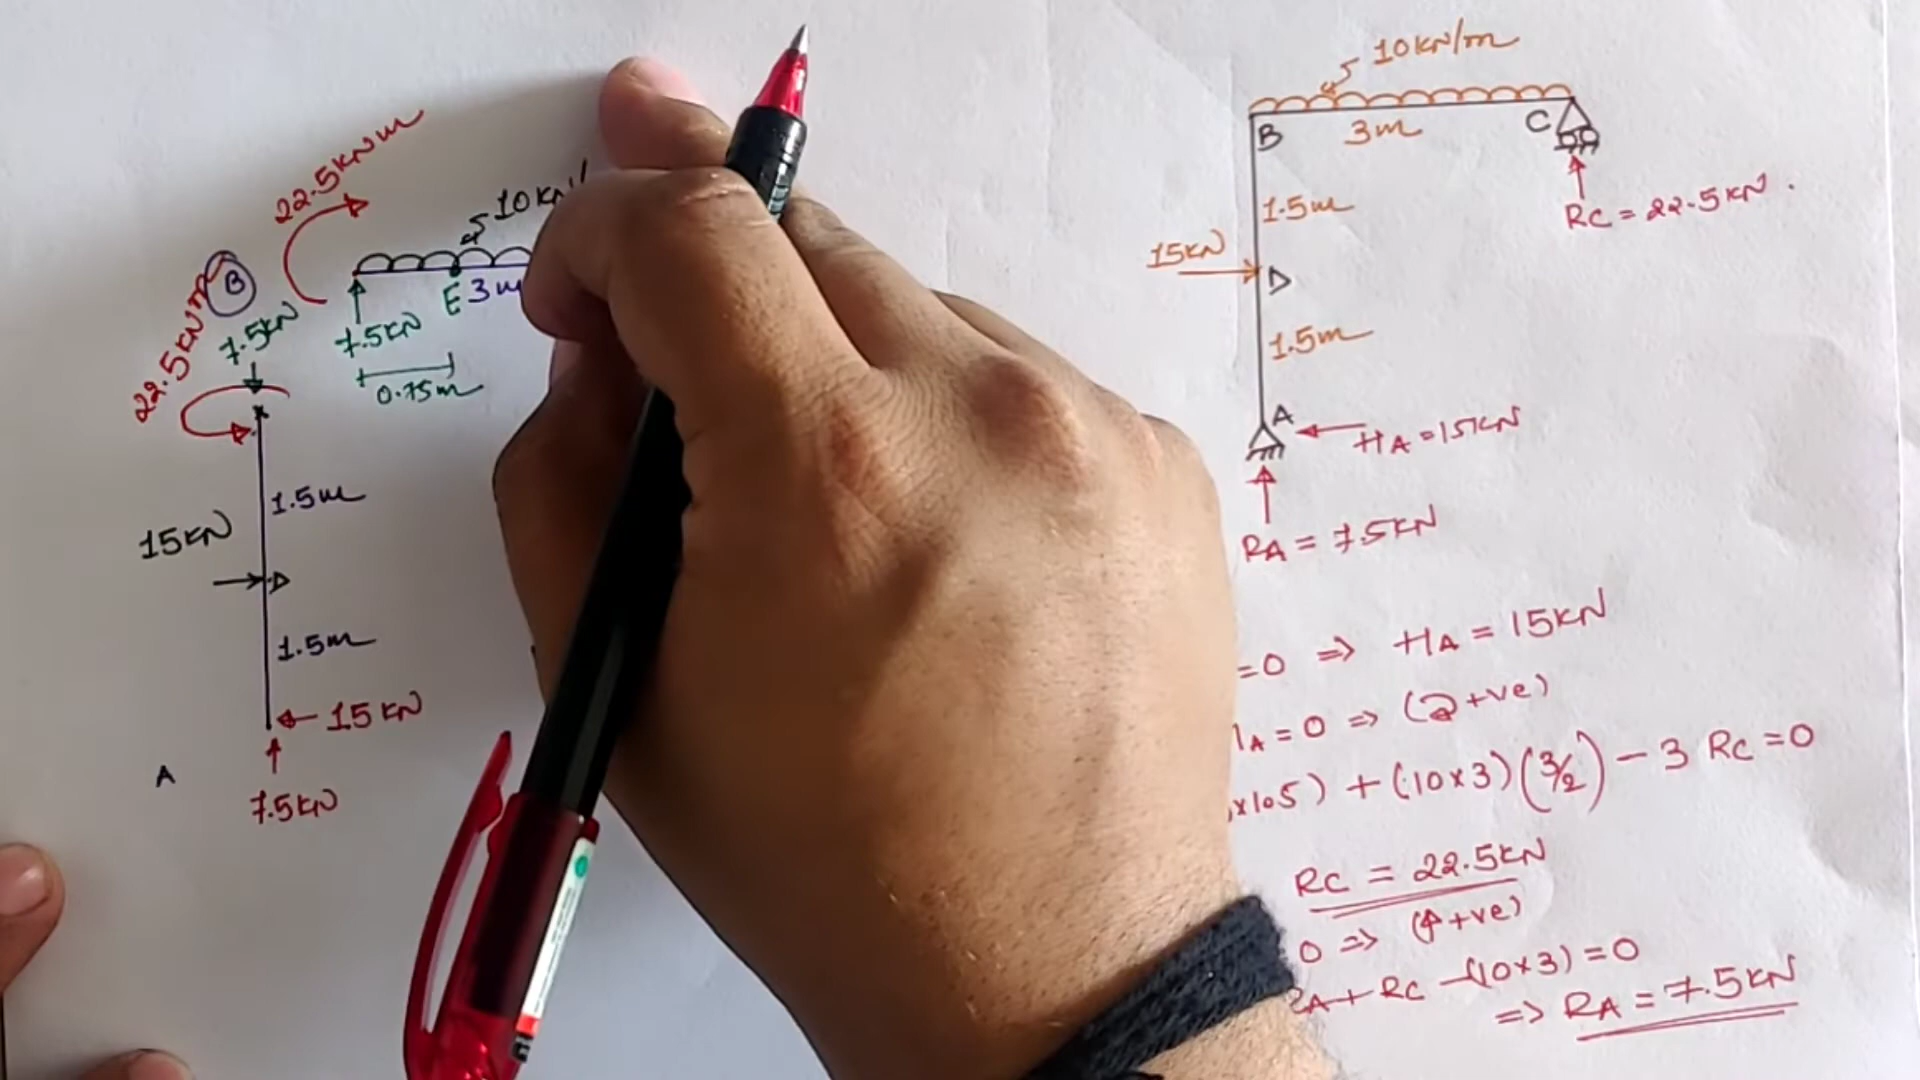 22.5KNm
10KN/
B
22.5KNm
7.5KN
E
3m
7.5KN
0.75m
1.5m
15KN
D
1.5m
15KN
A
7.5KN
10KN/m
B
3m
C
1.5m
RC = 22.5KN.
15KN
D
1.5m
A
HA = 15KN
RA = 7.5KN
=0 => HA = 15KN
A = 0 => (2+ve)
x1.5) + (10x3)(3/2) - 3 RC = 0
RC = 22.5KN
0 => (↑+ve)
RA + RC - (10x3) = 0
=> RA = 7.5KN